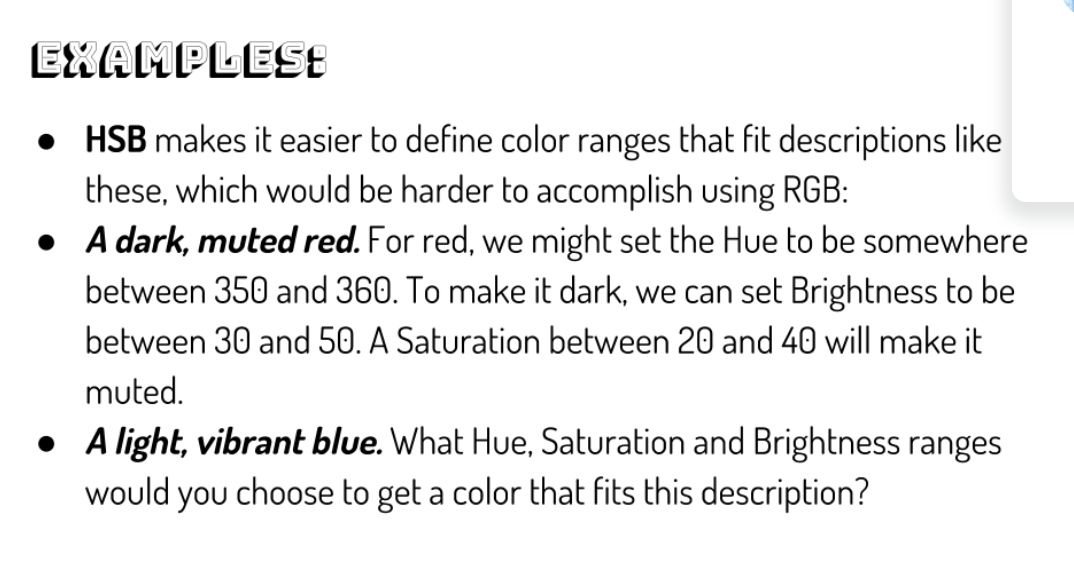 EXAMPLES:
● HSB makes it easier to define color ranges that fit descriptions like
these, which would be harder to accomplish using RGB:
● A dark, muted red. For red, we might set the Hue to be somewhere
between 350 and 360. To make it dark, we can set Brightness to be
between 30 and 50. A Saturation between 20 and 40 will make it
muted.
● A light, vibrant blue. What Hue, Saturation and Brightness ranges
would you choose to get a color that fits this description?